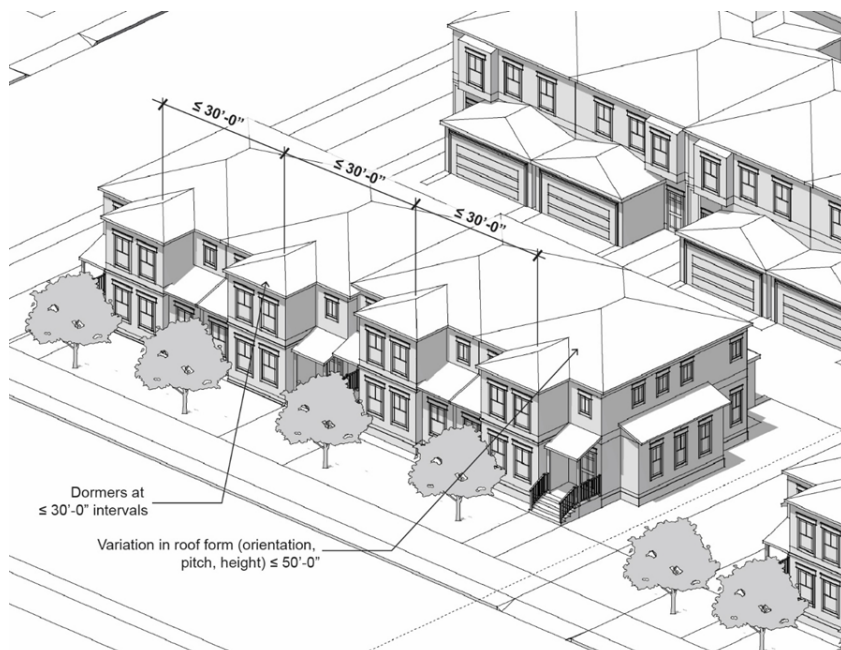 ≤ 30’-0”
≤ 30’-0”
≤ 30’-0”
Dormers at
≤ 30’-0” intervals
Variation in roof form (orientation,
pitch, height) ≤ 50’-0”